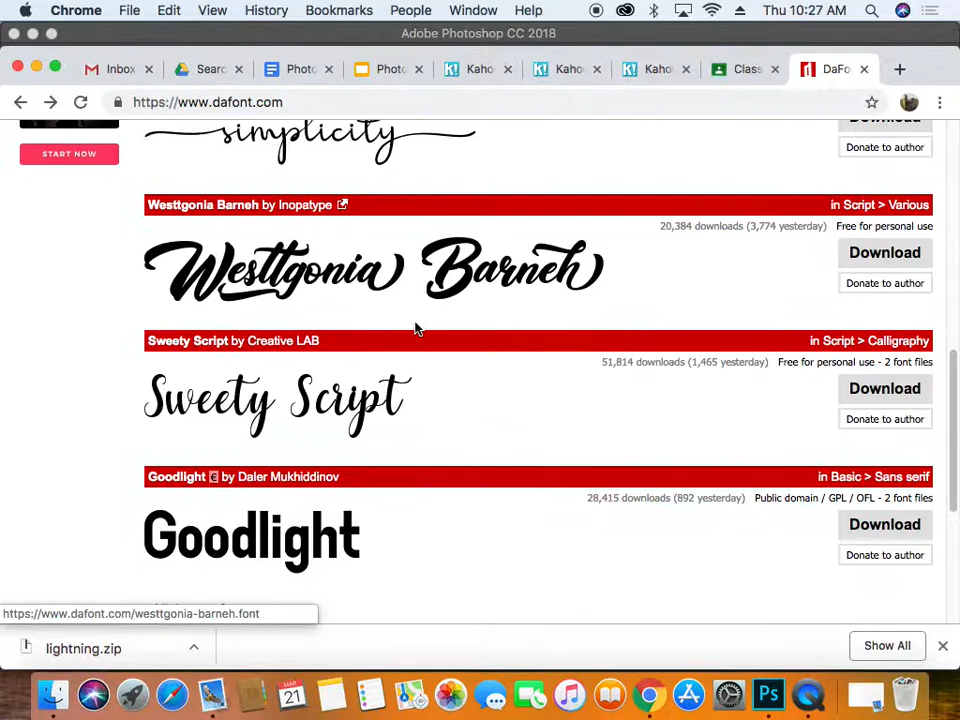 Chrome File Edit View History Bookmarks People Window Help Thu 10:27 AM
Adobe Photoshop CC 2018
Inbox Searc Photo Photc Kaho Kaho Kaho Class DaFo
https://www.dafont.com
simplicity
Download
START NOW
Donate to author
Westtgonia Barneh by Inopatype in Script > Various
20,384 downloads (3,774 yesterday) Free for personal use
Westtgonia Barneh
Download
Donate to author
Sweety Script by Creative LAB in Script > Calligraphy
51,814 downloads (1,465 yesterday) Free for personal use - 2 font files
Sweety Script
Download
Donate to author
Goodlight € by Daler Mukhiddinov in Basic > Sans serif
28,415 downloads (892 yesterday) Public domain / GPL / OFL - 2 font files
Goodlight
Download
Donate to author
https://www.dafont.com/westtgonia-barneh.font
lightning.zip Show All
MAR
21
Ps